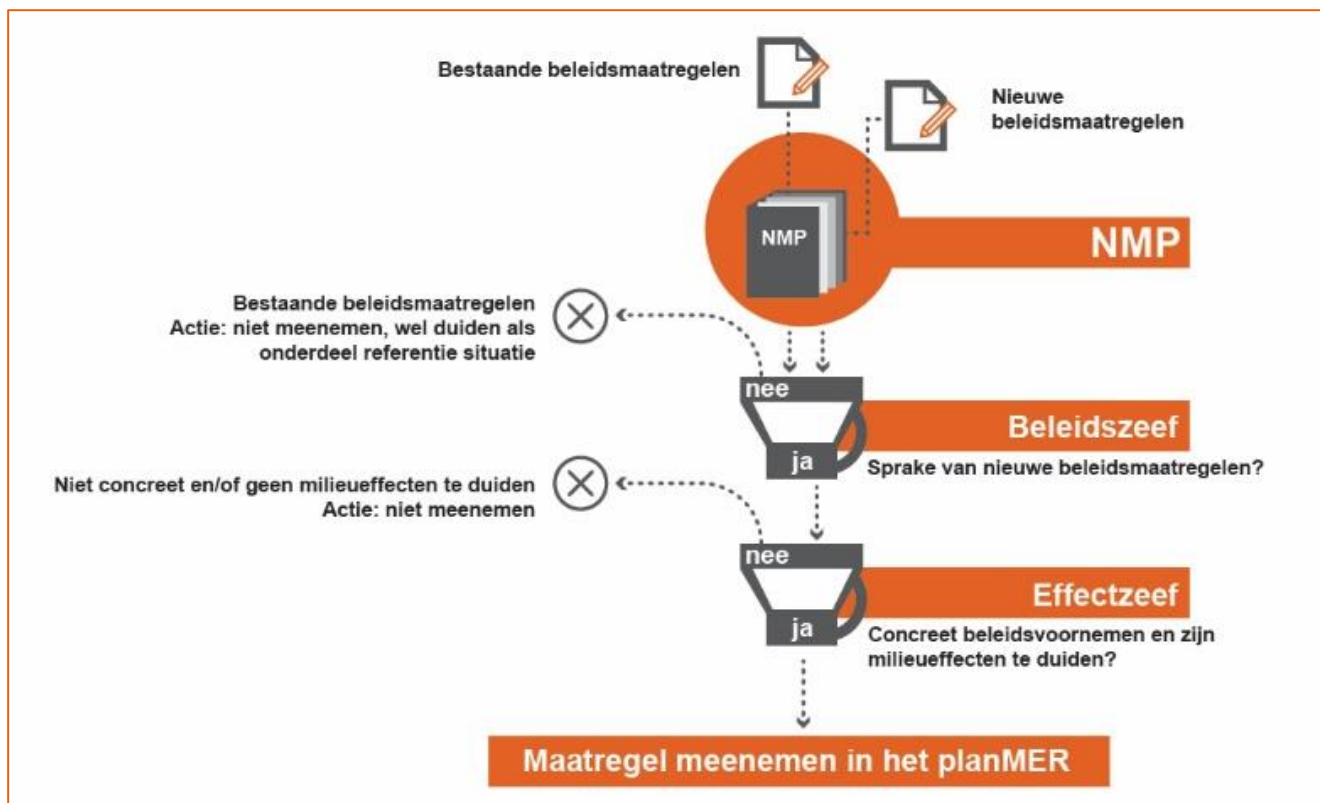 Bestaande beleidsmaatregelen
Nieuwe
beleidsmaatregelen
NMP
NMP
Bestaande beleidsmaatregelen
Actie: niet meenemen, wel duiden als
onderdeel referentie situatie
nee
Beleidszeef
ja
Sprake van nieuwe beleidsmaatregelen?
Niet concreet en/of geen milieueffecten te duiden
Actie: niet meenemen
nee
Effectzeef
ja
Concreet beleidsvoornemen en zijn
milieueffecten te duiden?
Maatregel meenemen in het planMER